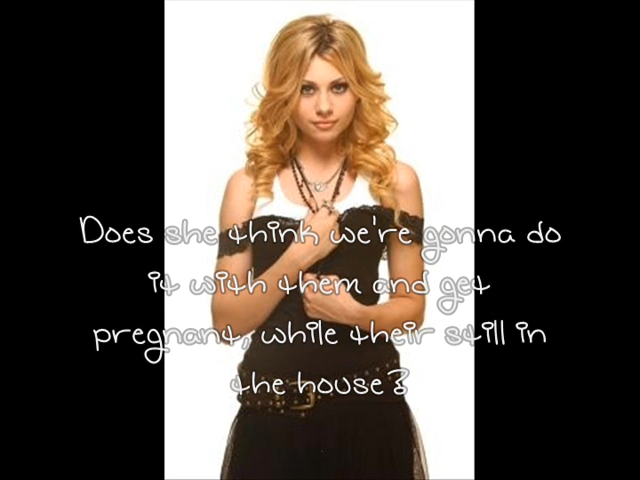 Does she think we're gonna do
it with them and get
pregnant, while their still in
the house?